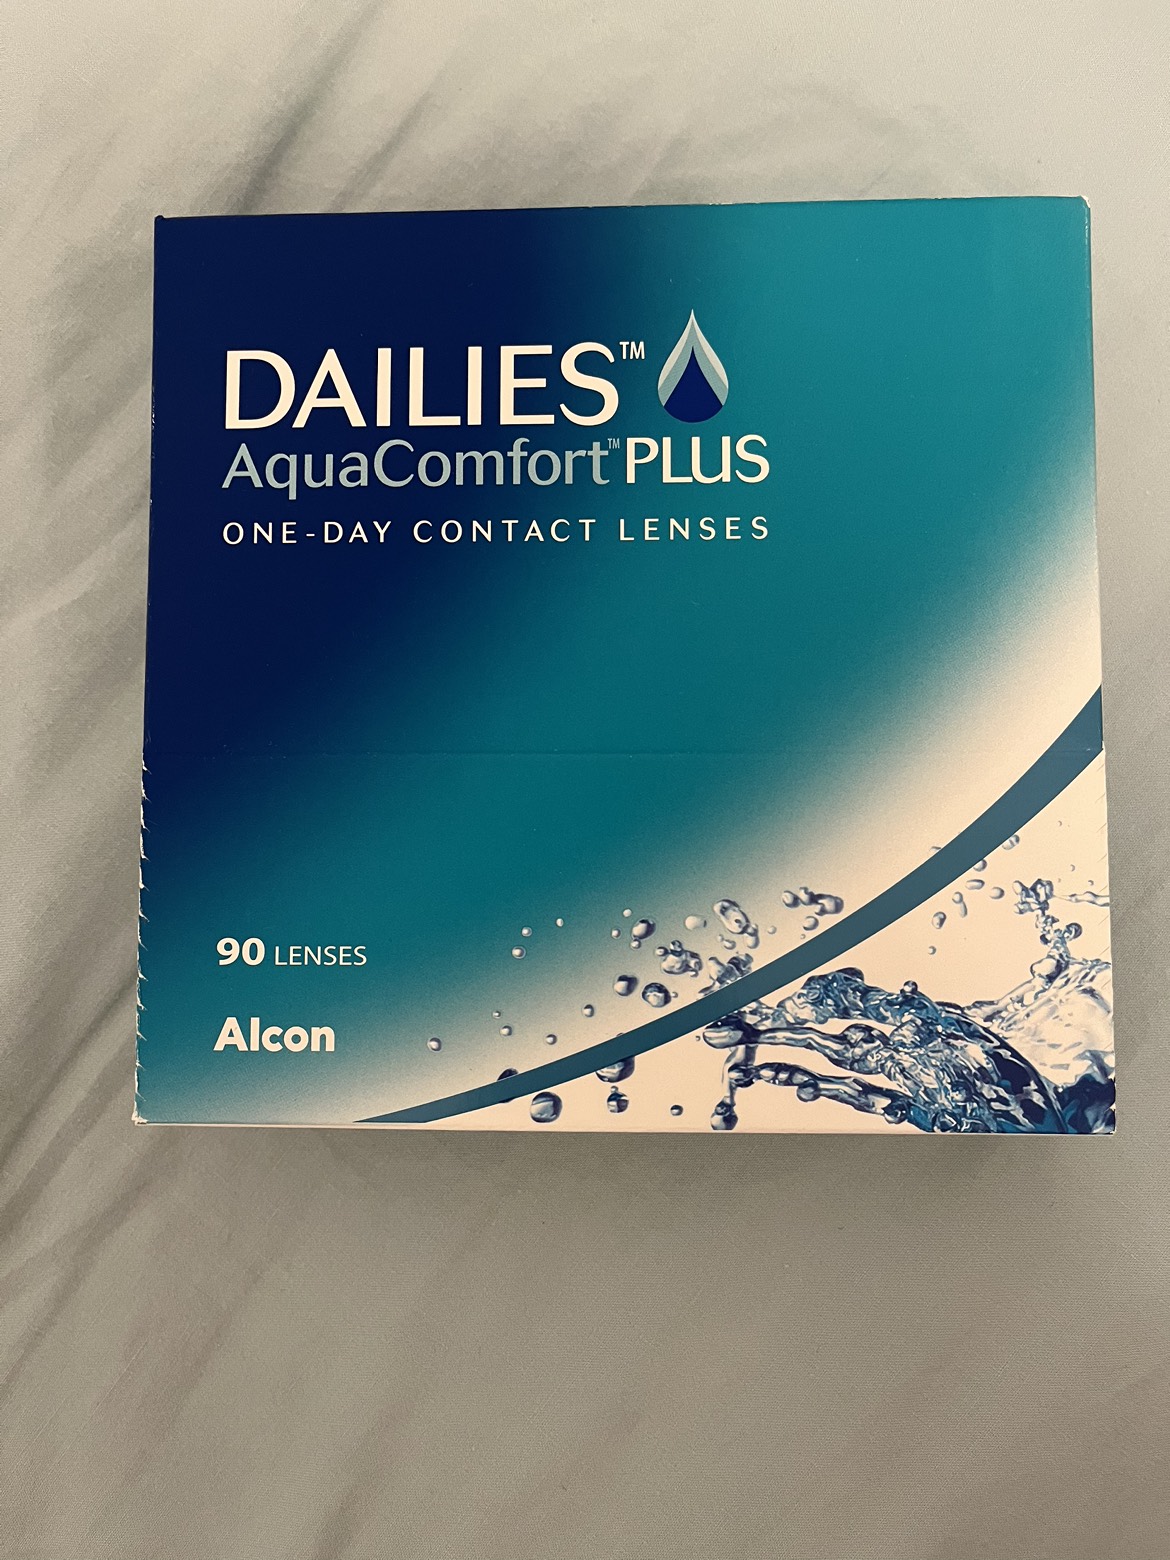 DAILIES™
AquaComfort™ PLUS
ONE-DAY CONTACT LENSES
90 LENSES
Alcon